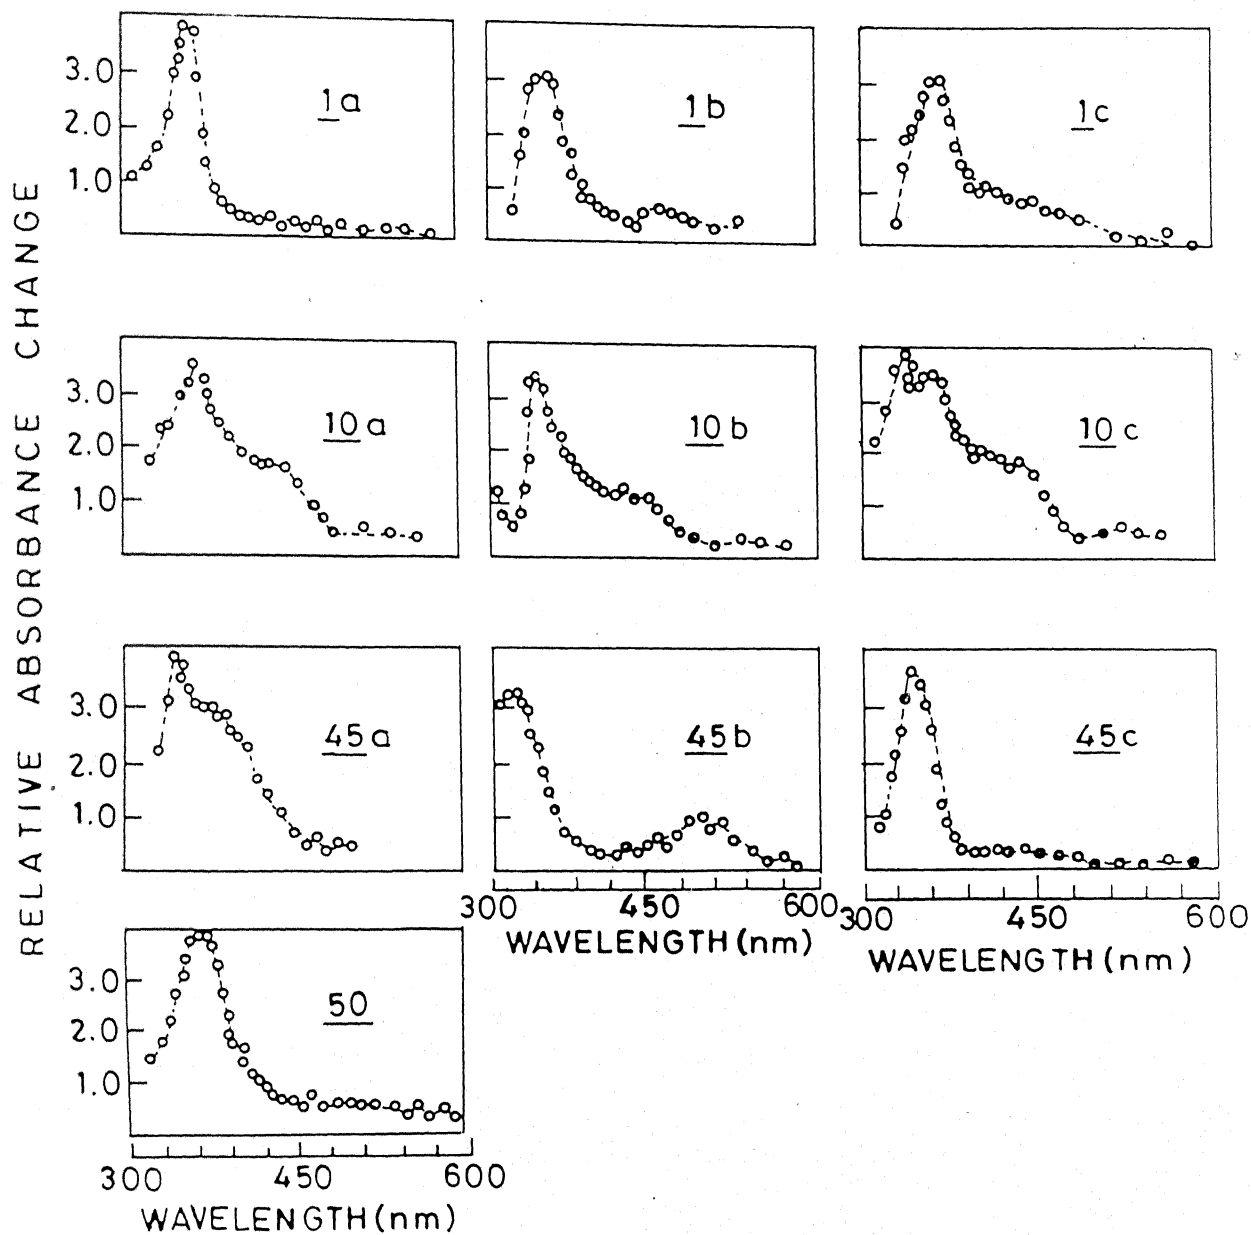 RELATIVE ABSORBANCE CHANGE
3.0
2.0
1.0
1a
1b
1c
3.0
2.0
1.0
10a
10b
10c
3.0
2.0
1.0
45a
45b
45c
300 450 600
WAVELENGTH (nm)
300 450 600
WAVELENGTH (nm)
3.0
2.0
1.0
50
300 450 600
WAVELENGTH (nm)